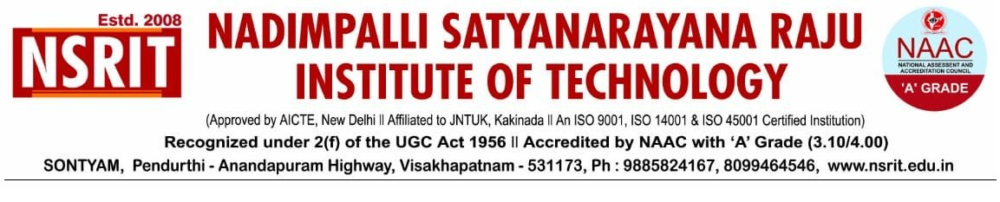 Estd. 2008
NSRIT
NADIMPALLI SATYANARAYANA RAJU
INSTITUTE OF TECHNOLOGY
NAAC
NATIONAL ASSESSMENT AND
ACCREDITATION COUNCIL
'A' GRADE
(Approved by AICTE, New Delhi ll Affiliated to JNTUK, Kakinada ll An ISO 9001, ISO 14001 & ISO 45001 Certified Institution)
Recognized under 2(f) of the UGC Act 1956 ll Accredited by NAAC with ‘A’ Grade (3.10/4.00)
SONTYAM, Pendurthi - Anandapuram Highway, Visakhapatnam - 531173, Ph : 9885824167, 8099464546, www.nsrit.edu.in